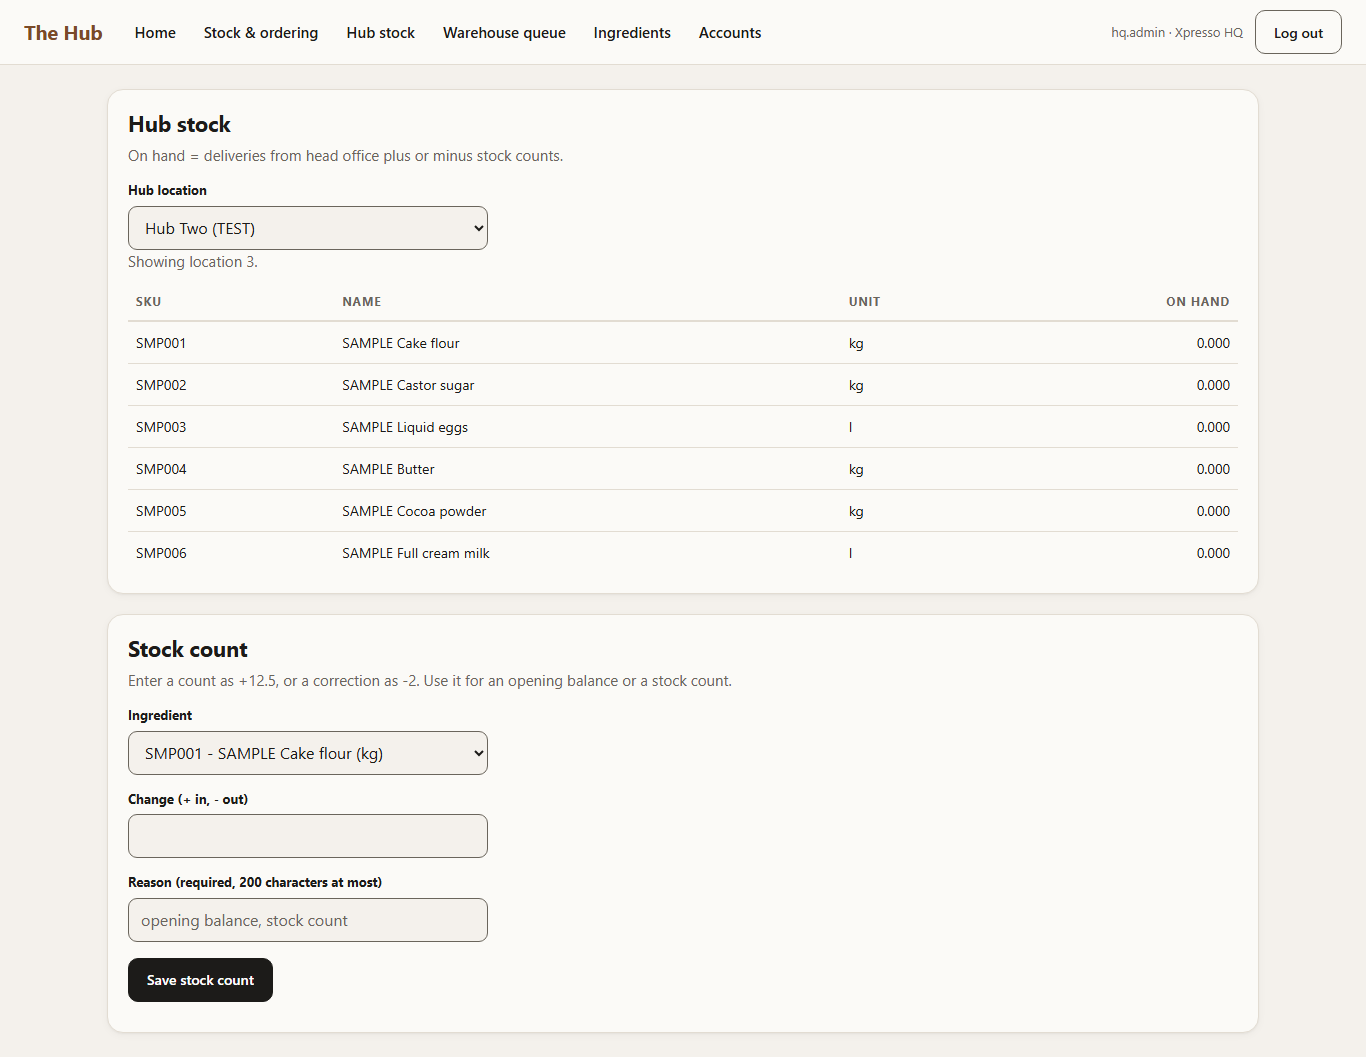 The Hub Home Stock & ordering Hub stock Warehouse queue Ingredients Accounts hq.admin · Xpresso HQ Log out
Hub stock
On hand = deliveries from head office plus or minus stock counts.
Hub location
Hub Two (TEST)
Showing location 3.
SKU NAME UNIT ON HAND
SMP001 SAMPLE Cake flour kg 0.000
SMP002 SAMPLE Castor sugar kg 0.000
SMP003 SAMPLE Liquid eggs l 0.000
SMP004 SAMPLE Butter kg 0.000
SMP005 SAMPLE Cocoa powder kg 0.000
SMP006 SAMPLE Full cream milk l 0.000
Stock count
Enter a count as +12.5, or a correction as -2. Use it for an opening balance or a stock count.
Ingredient
SMP001 - SAMPLE Cake flour (kg)
Change (+ in, - out)
Reason (required, 200 characters at most)
opening balance, stock count
Save stock count